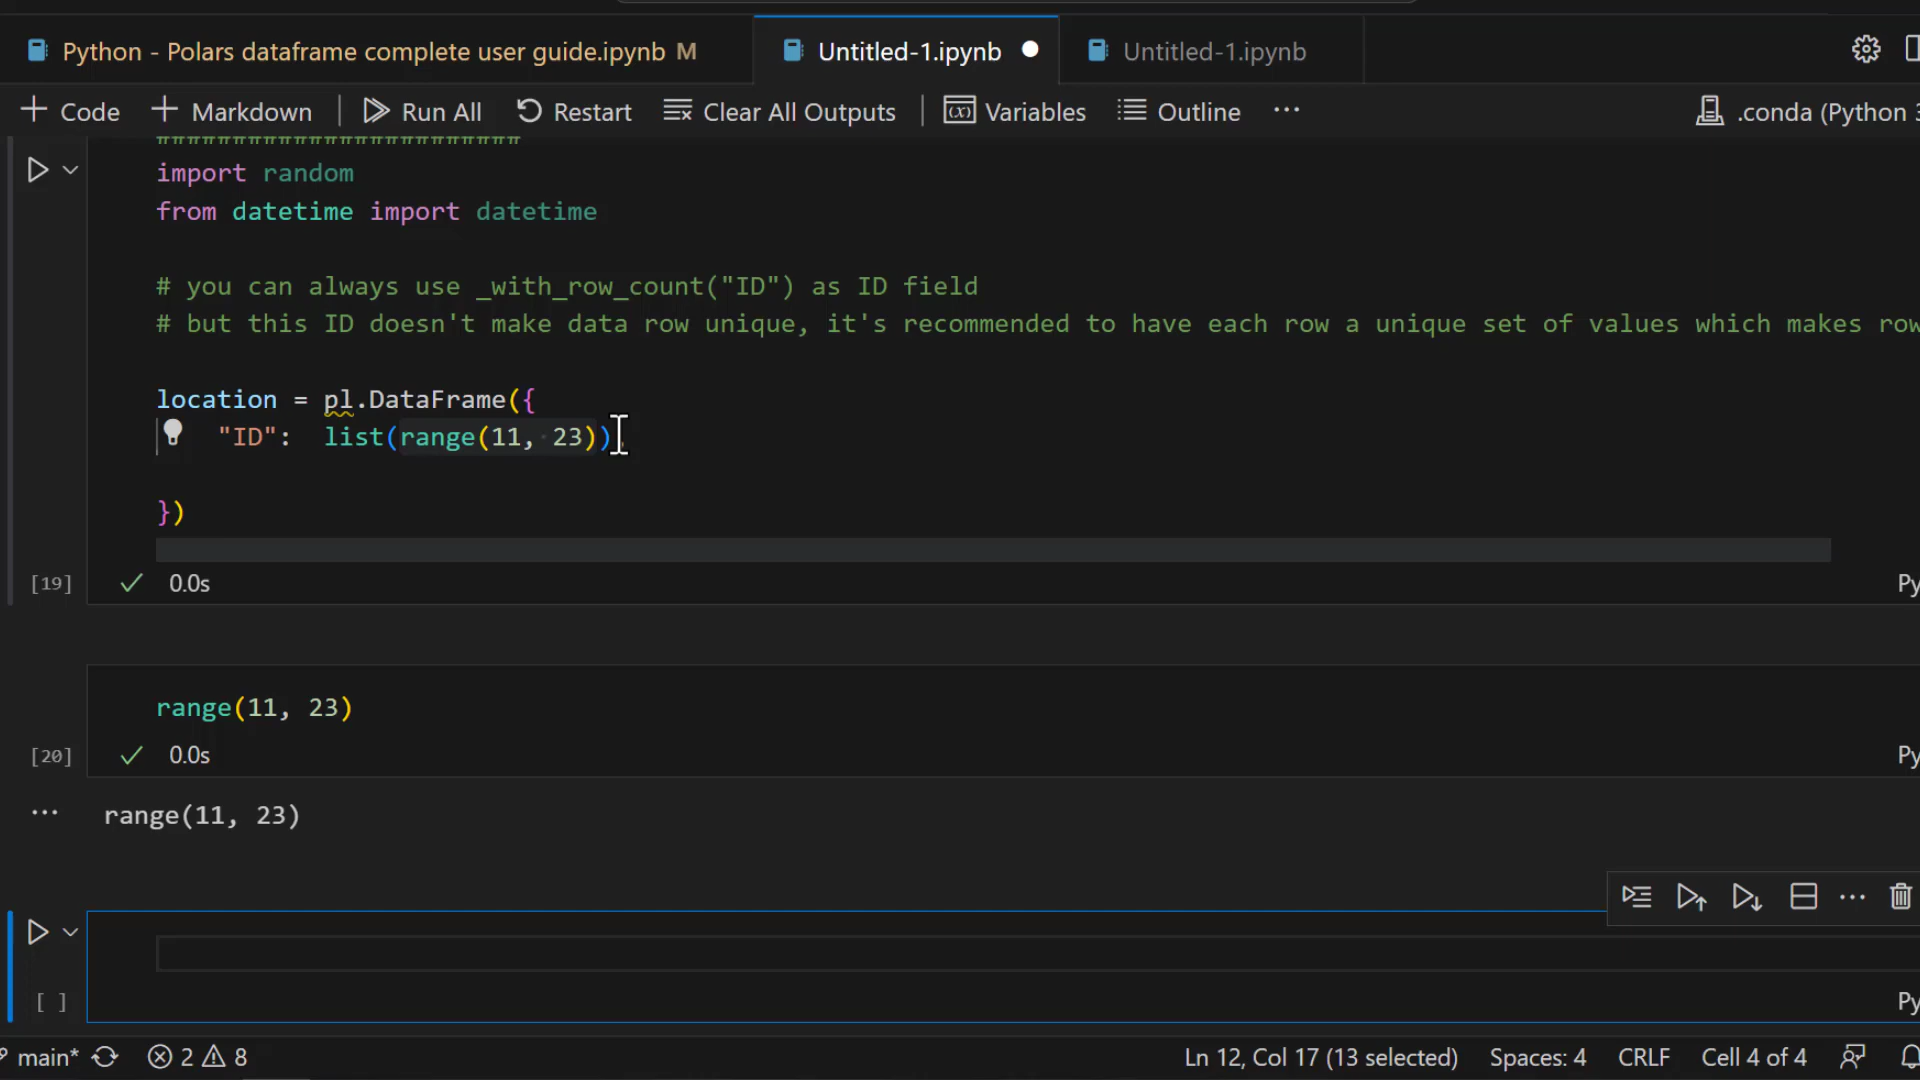 Python - Polars dataframe complete user guide.ipynb M
Untitled-1.ipynb
Untitled-1.ipynb
Code
Markdown
Run All
Restart
Clear All Outputs
Variables
Outline
...
.conda (Python 3
########################
import random
from datetime import datetime
# you can always use _with_row_count("ID") as ID field
# but this ID doesn't make data row unique, it's recommended to have each row a unique set of values which makes row
location = pl.DataFrame({
"ID": list(range(11, 23))
})
[19]
0.0s
Py
range(11, 23)
[20]
0.0s
Py
... range(11, 23)
[ ]
Py
main*
2
8
Ln 12, Col 17 (13 selected)
Spaces: 4
CRLF
Cell 4 of 4